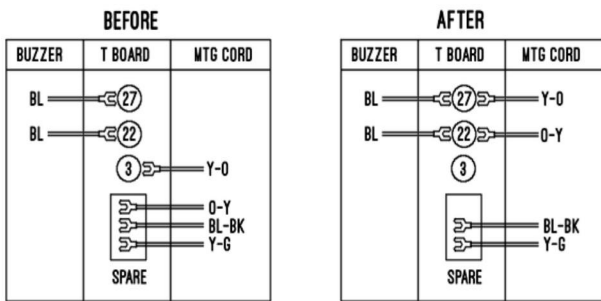 BEFORE
BUZZER T BOARD MTG CORD
BL 27
BL 22
3 Y-O
O-Y
BL-BK
Y-G
SPARE
AFTER
BUZZER T BOARD MTG CORD
BL 27 Y-O
BL 22 O-Y
3
BL-BK
Y-G
SPARE